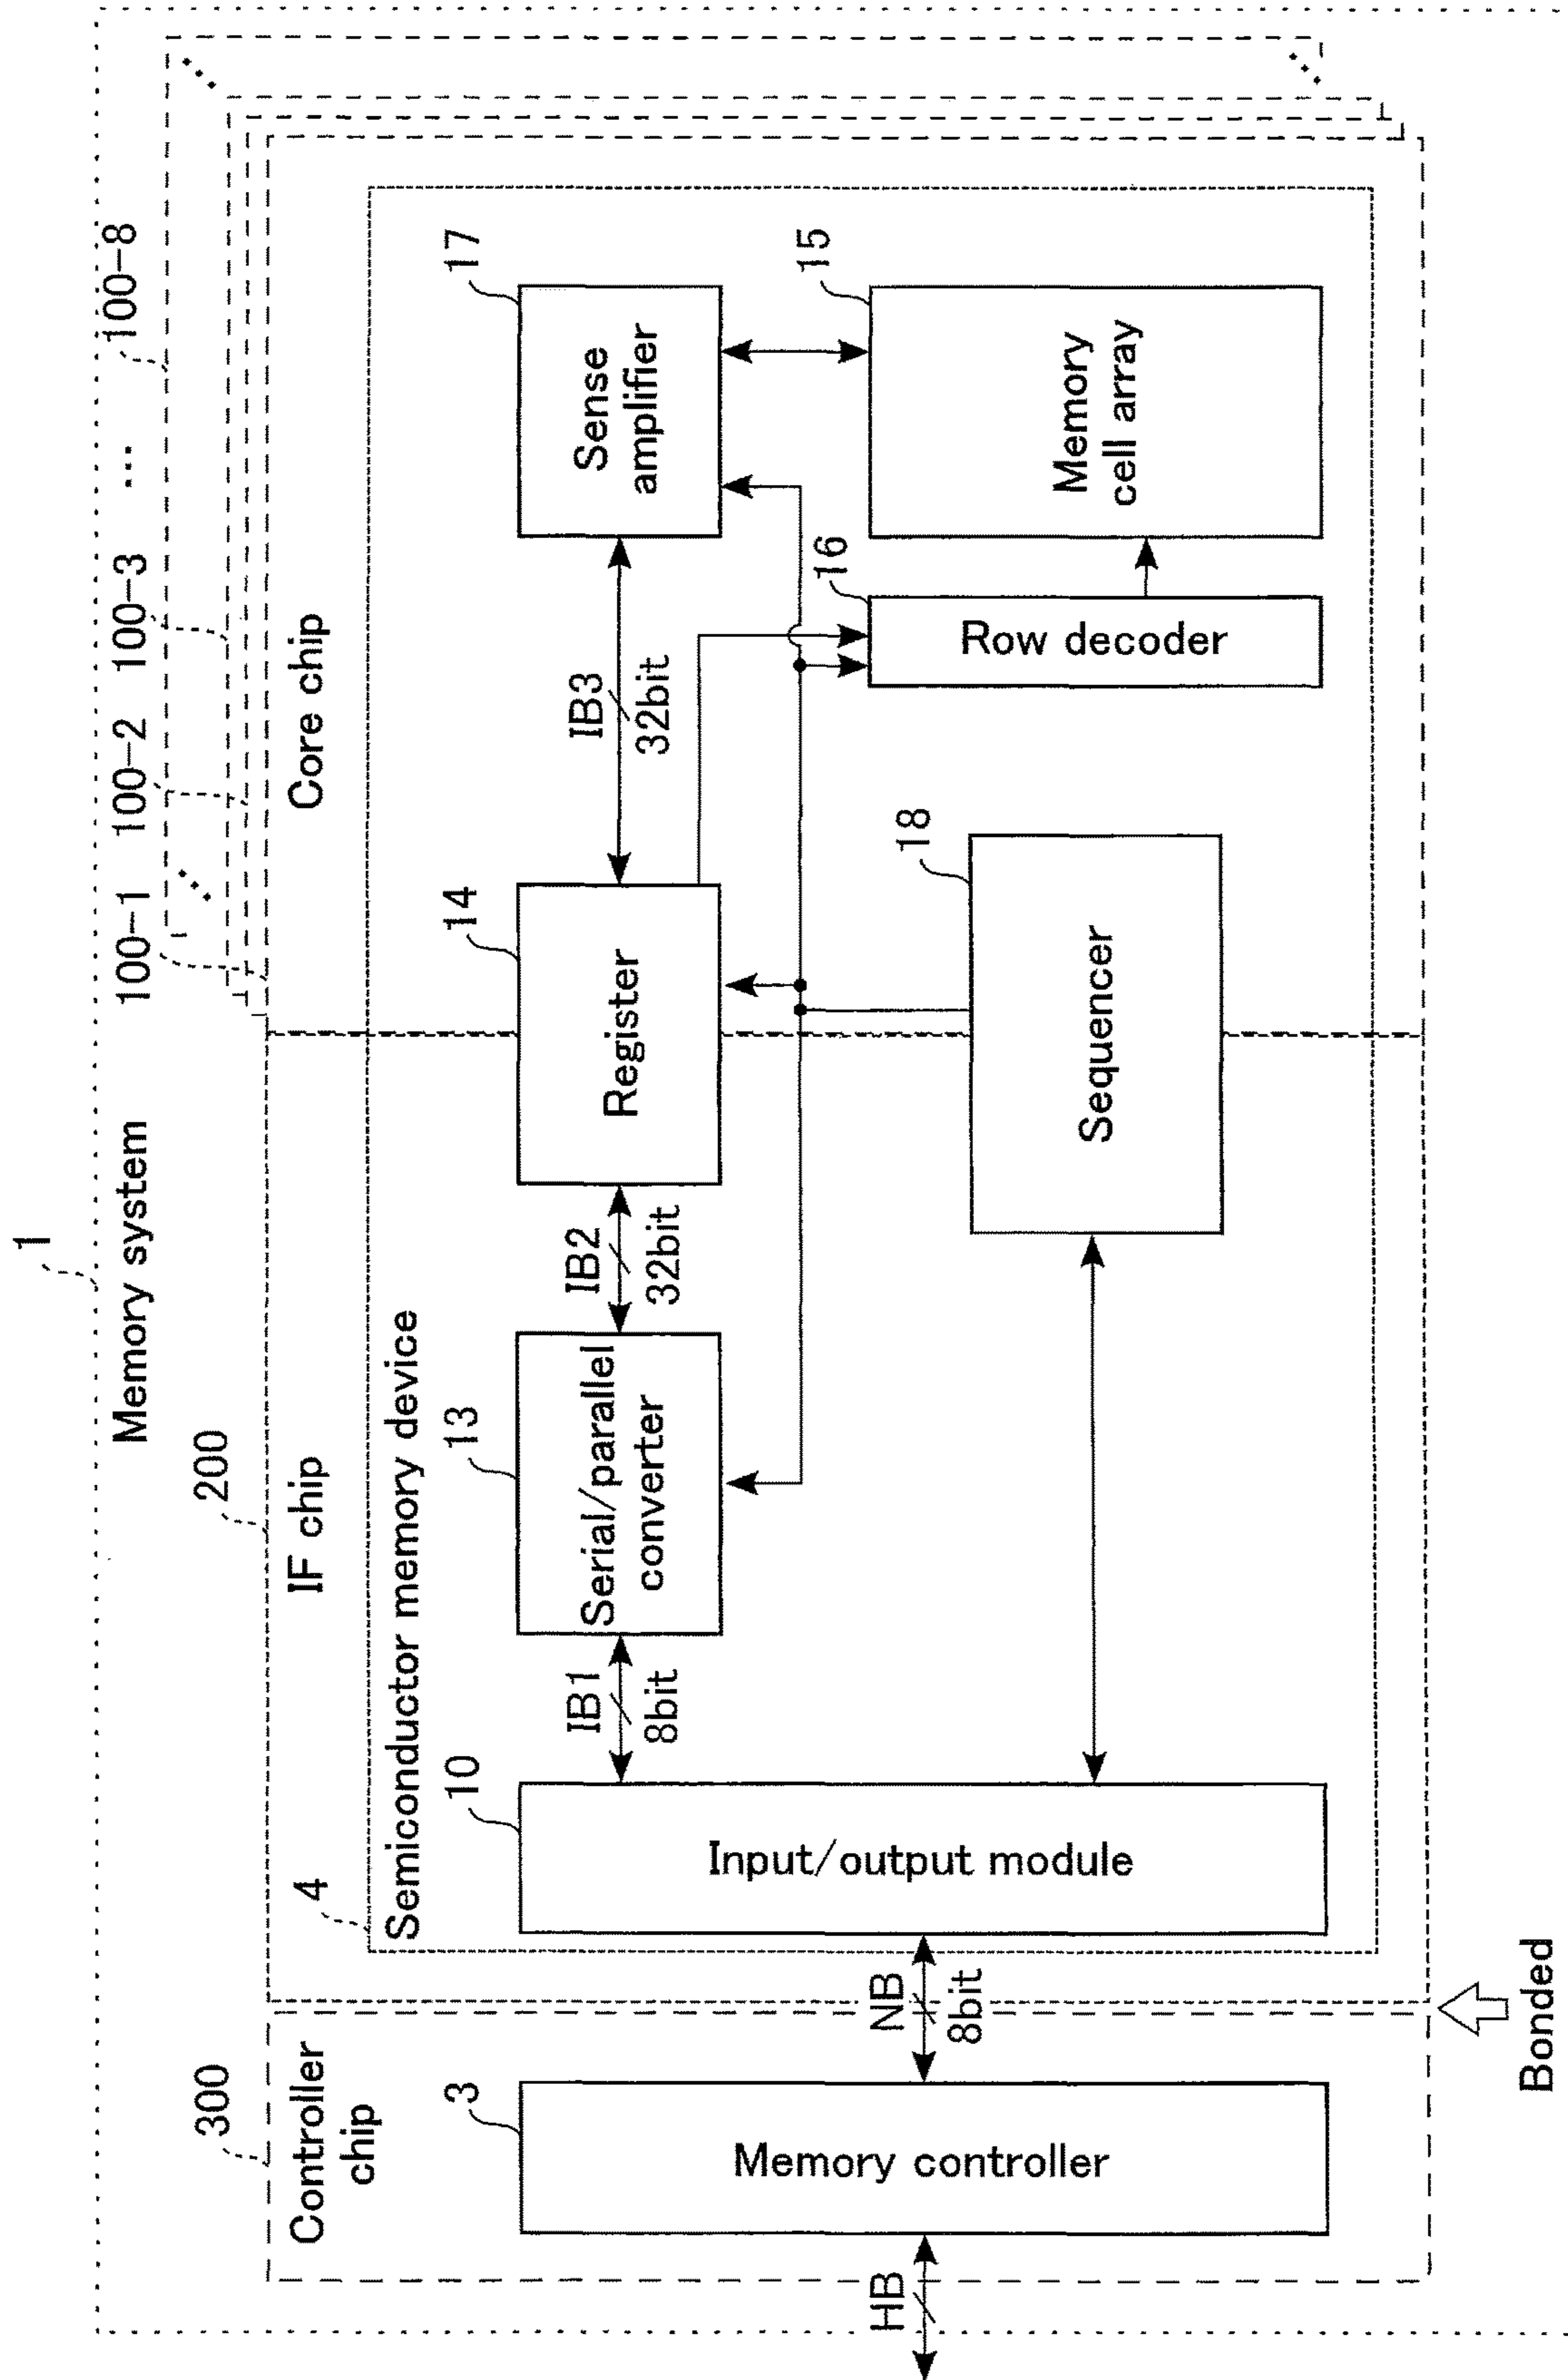 1
Memory system
100-1
100-2
100-3
...
100-8
200
IF chip
Core chip
300
Controller
chip
4
Semiconductor memory device
3
Memory controller
HB
NB
8bit
10
Input/output module
IB1
8bit
13
Serial/parallel
converter
IB2
32bit
14
Register
IB3
32bit
17
Sense
amplifier
15
Memory
cell array
16
Row decoder
18
Sequencer
Bonded